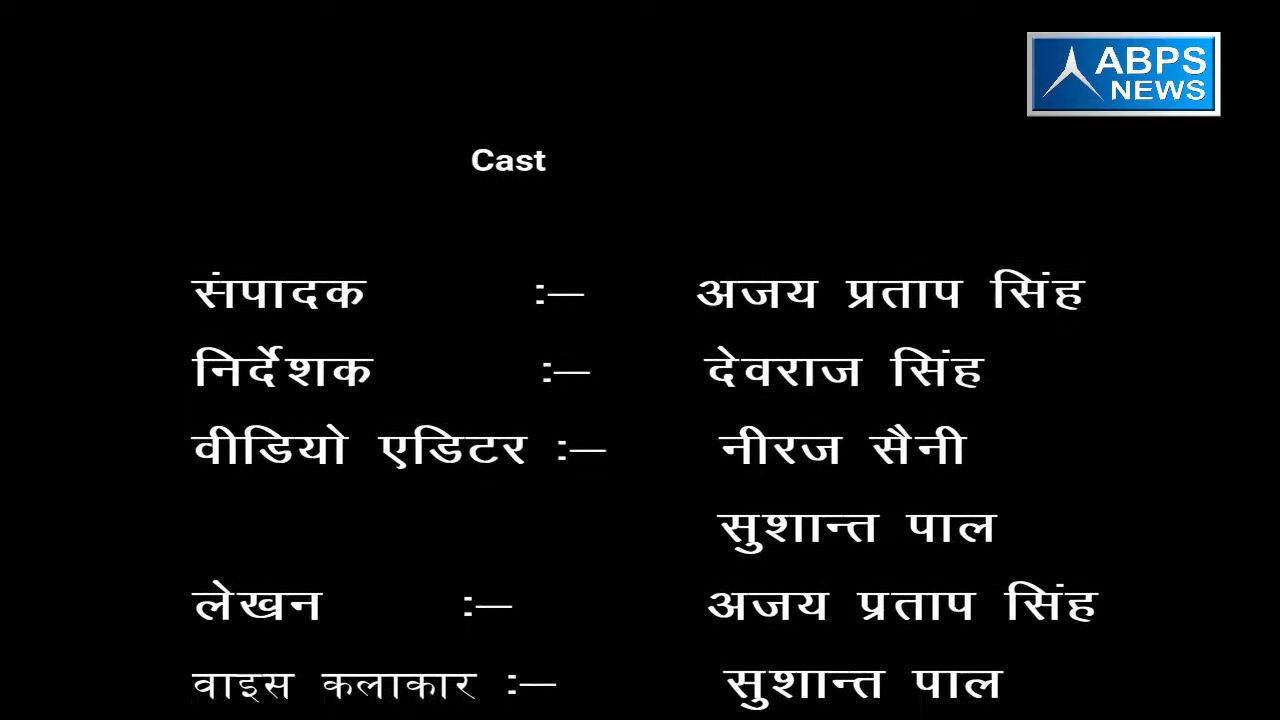 ABPS
NEWS
Cast
संपादक :— अजय प्रताप सिंह
निर्देशक :— देवराज सिंह
वीडियो एडिटर :— नीरज सैनी
सुशान्त पाल
लेखन :— अजय प्रताप सिंह
वाइस कलाकार :— सुशान्त पाल